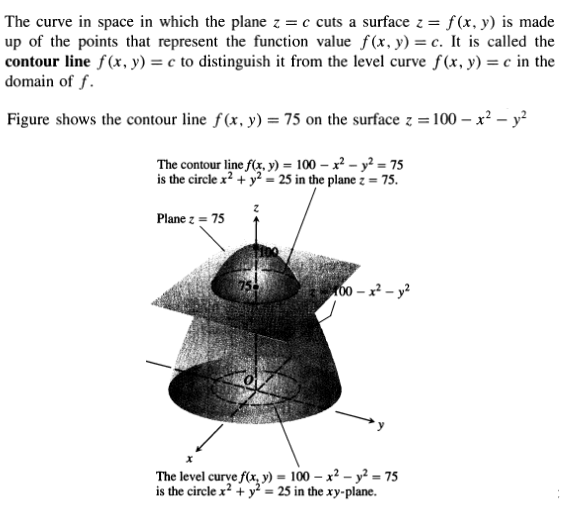 The curve in space in which the plane z = c cuts a surface z = f(x, y) is made
up of the points that represent the function value f(x, y) = c. It is called the
contour line f(x, y) = c to distinguish it from the level curve f(x, y) = c in the
domain of f.
Figure shows the contour line f(x, y) = 75 on the surface z = 100 – x² – y²
The contour line f(x, y) = 100 – x² – y² = 75
is the circle x² + y² = 25 in the plane z = 75.
Plane z = 75
z
100
75
z = 100 – x² – y²
0
y
x
The level curve f(x, y) = 100 – x² – y² = 75
is the circle x² + y² = 25 in the xy-plane.